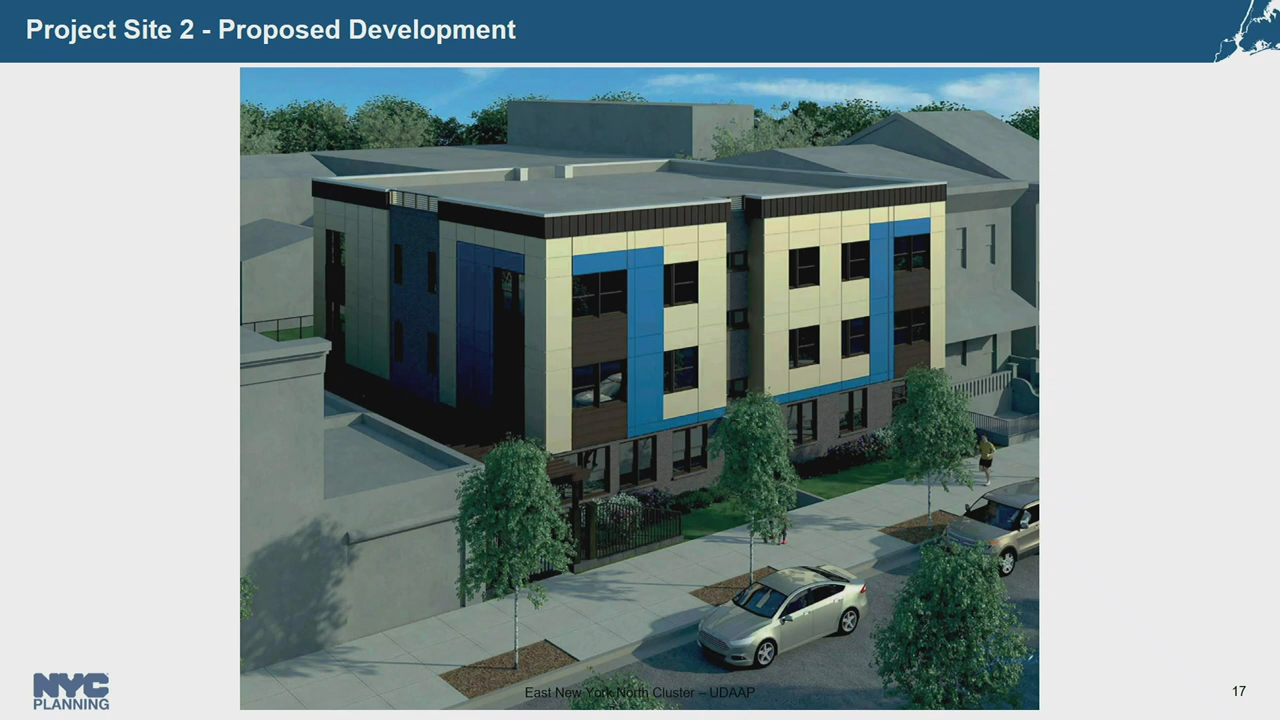 Project Site 2 - Proposed Development
East New York North Cluster – UDAAP
NYC
PLANNING
17